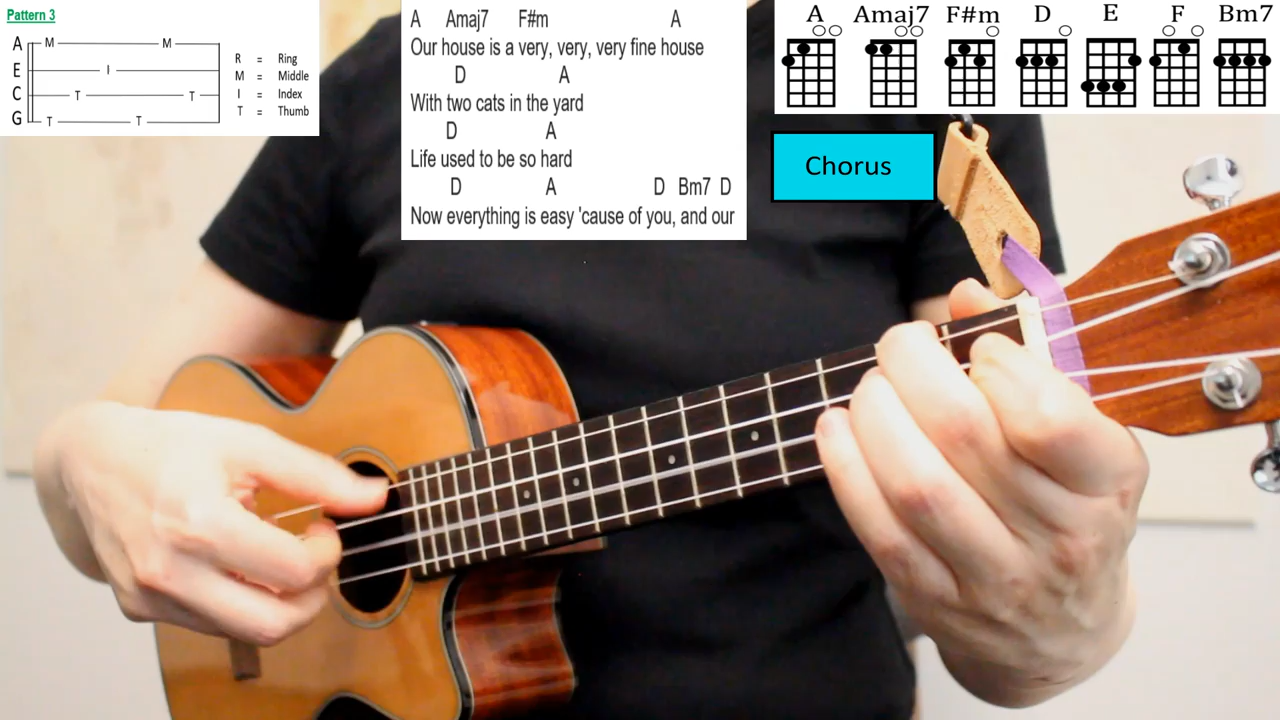 Pattern 3
A M M
E I
C T T
G T T
R = Ring
M = Middle
I = Index
T = Thumb
A Amaj7 F#m A
Our house is a very, very, very fine house
D A
With two cats in the yard
D A
Life used to be so hard
D A D Bm7 D
Now everything is easy 'cause of you, and our
A Amaj7 F#m D E F Bm7
Chorus